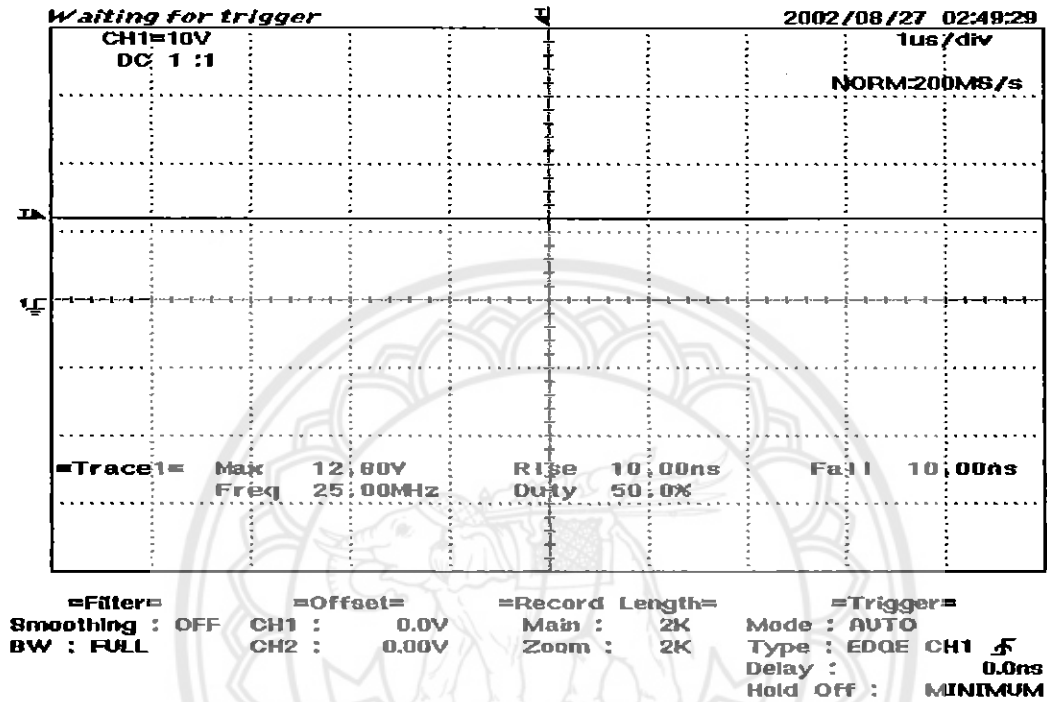 Waiting for trigger 2002/08/27 02:49:29
CH1=10V 1us/div
DC 1 :1
NORM:200MS/s
=Trace1= Max 12.80V Rise 10.00ns Fall 10.00ns
Freq 25.00MHz Duty 50.0%
=Filter= =Offset= =Record Length= =Trigger=
Smoothing : OFF CH1 : 0.0V Main : 2K Mode : AUTO
BW : FULL CH2 : 0.00V Zoom : 2K Type : EDGE CH1
Delay : 0.0ns
Hold Off : MINIMUM